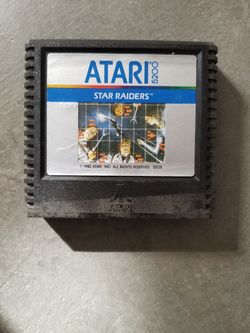 ATARI 5200
STAR RAIDERS™
© 1982 ATARI, INC. ALL RIGHTS RESERVED
ATARI